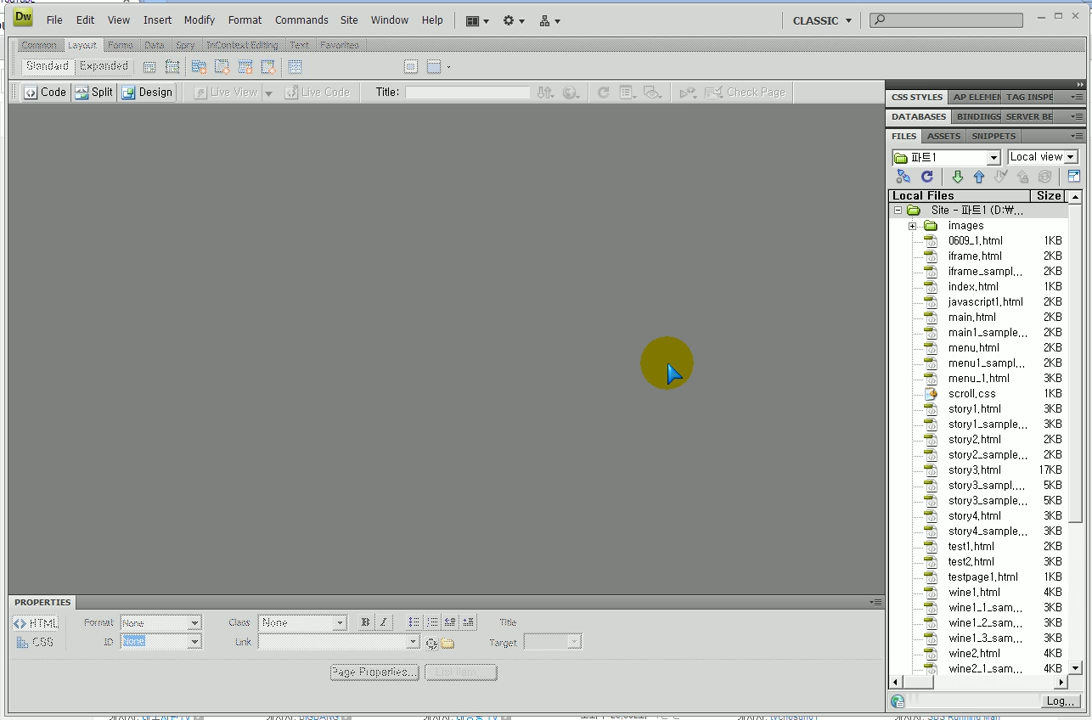 Dw File Edit View Insert Modify Format Commands Site Window Help CLASSIC
Common Layout Forms Data Spry InContext Editing Text Favorites
Standard Expanded
Code Split Design Live View Live Code Title: Check Page
CSS STYLES AP ELEMEN TAG INSPE
DATABASES BINDINGS SERVER BE
FILES ASSETS SNIPPETS
파트1 Local view
Local Files Size
Site - 파트1 (D:₩...
images
0609_1.html 1KB
iframe.html 2KB
iframe_sampl... 2KB
index.html 1KB
javascript1.html 2KB
main.html 2KB
main1_sample... 2KB
menu.html 2KB
menu1_sampl... 2KB
menu_1.html 3KB
scroll.css 1KB
story1.html 3KB
story1_sample... 3KB
story2.html 2KB
story2_sample... 2KB
story3.html 17KB
story3_sampl.... 5KB
story3_sample... 5KB
story4.html 3KB
story4_sample... 3KB
test1.html 2KB
test2.html 3KB
testpage1.html 1KB
wine1.html 4KB
wine1_1_sam... 3KB
wine1_2_sam... 3KB
wine1_3_sam... 3KB
wine2.html 4KB
wine2_1_sam... 4KB
Log...
PROPERTIES
HTML Format None Class None B I Title
CSS ID None Link Target
Page Properties... List Item...